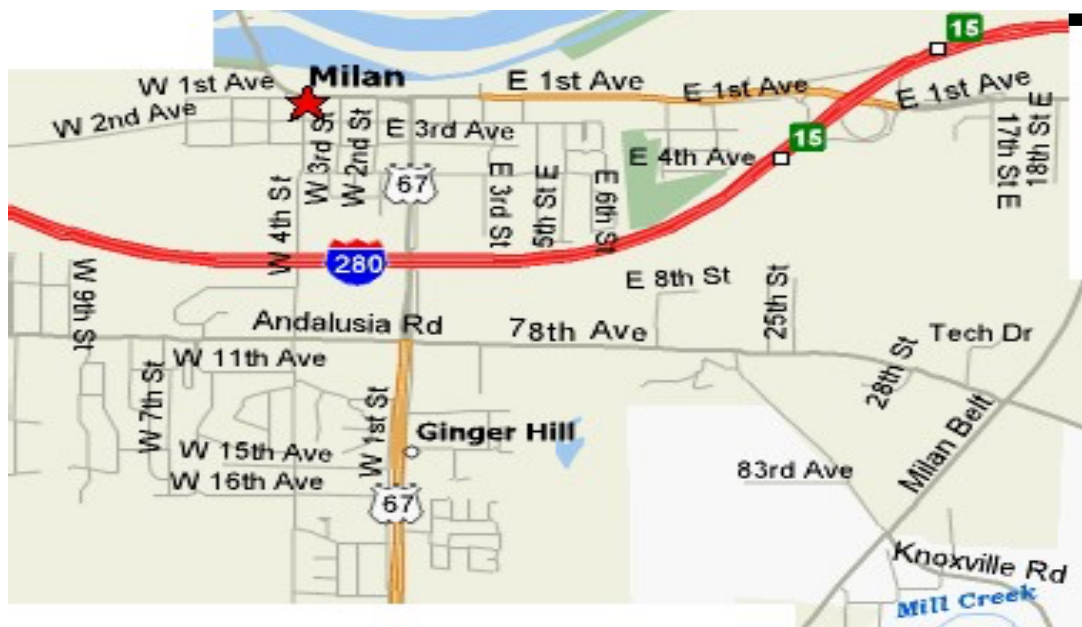 15
W 1st Ave
Milan
E 1st Ave
E 1st Ave
E 1st Ave
W 2nd Ave
E 3rd Ave
15
W 3rd St
W 2nd St
E 4th Ave
17th St E
18th St E
67
E 3rd St
5th St E
E 6th St
W 4th St
280
E 8th St
W 9th St
25th St
Andalusia Rd
78th Ave
Tech Dr
W 11th Ave
28th St
W 7th St
W 1st St
Milan Belt
Ginger Hill
W 15th Ave
83rd Ave
W 16th Ave
67
Knoxville Rd
Mill Creek